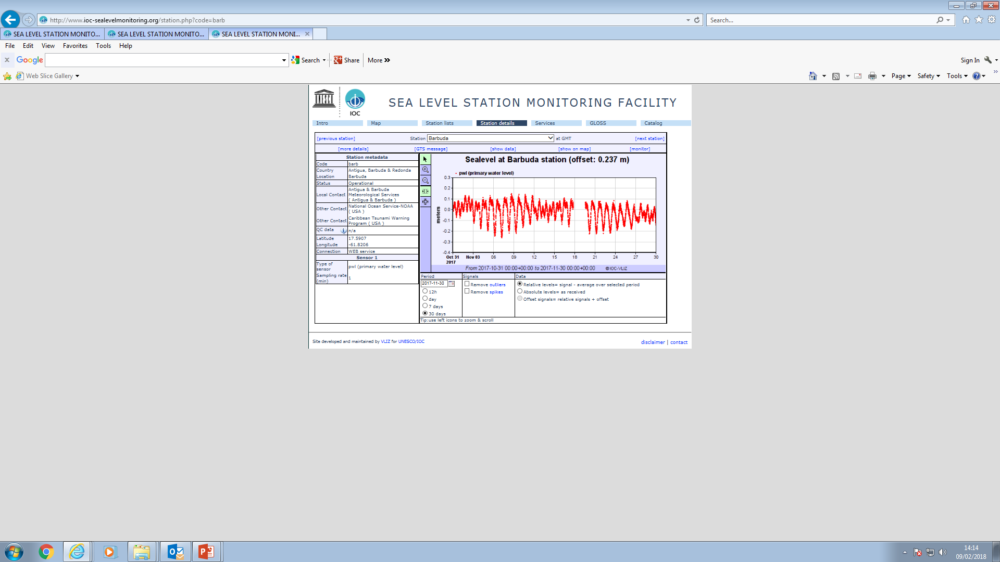 http://www.ioc-sealevelmonitoring.org/station.php?code=barb
Search...
SEA LEVEL STATION MONITO...
SEA LEVEL STATION MONITO...
SEA LEVEL STATION MONI...
File Edit View Favorites Tools Help
x Google Search Share More »
Sign In
Web Slice Gallery
Page Safety Tools
UNESCO
IOC
SEA LEVEL STATION MONITORING FACILITY
Intro Map Station lists Station details Services GLOSS Catalog
[previous station] Station Barbuda at GMT [next station]
[more details] [GTS message] [show data] [show on map] [monitor]
Station metadata
Code barb
Country Antigua, Barbuda & Redonda
Location Barbuda
Status Operational
Local Contact Antigua & Barbuda
Meteorological Services
( Antigua & Barbuda )
Other Contact National Ocean Service-NOAA
( USA )
Other Contact Caribbean Tsunami Warning
Program ( USA )
QC data n/a
Latitude 17.5907
Longitude -61.8206
Connection WEB service
Sensor 1
Type of
sensor pwl (primary water level)
Sampling rate
(min) 1
Sealevel at Barbuda station (offset: 0.237 m)
pwl (primary water level)
meters
0.3
0.2
0.1
0.0
-0.1
-0.2
-0.3
-0.4
Oct 31 Nov 03 06 09 12 15 18 21 24 27 30
2017
From 2017-10-31 00:00+00:00 to 2017-11-30 00:00+00:00 ©IOC-VLIZ
Period Signals Data
2017-11-30
12h
day
7 days
30 days
Remove outliers
Remove spikes
Relative levels= signal - average over selected period
Absolute levels= as received
Offset signals= relative signals + offset
Tip:use left icons to zoom & scroll
Site developed and maintained by VLIZ for UNESCO/IOC
disclaimer | contact
14:14
09/02/2018